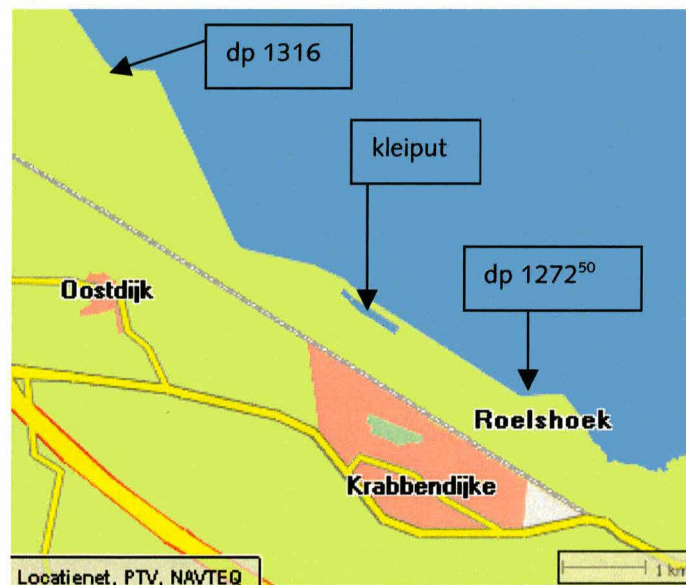 dp 1316
kleiput
dp 1272⁵⁰
Oostdijk
Roelshoek
Krabbendijke
Locatienet, PTV, NAVTEQ
1 km